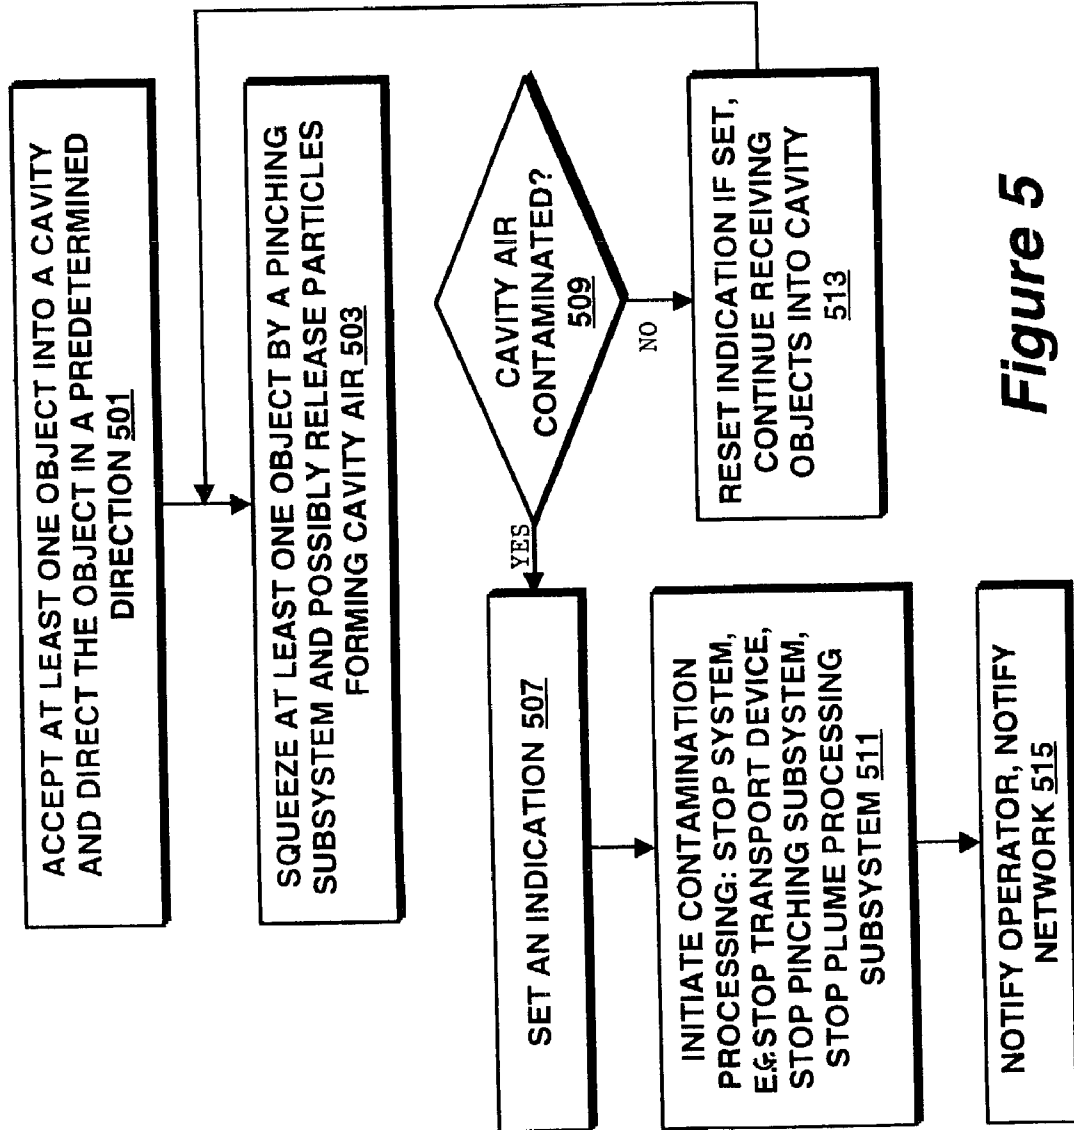 ACCEPT AT LEAST ONE OBJECT INTO A CAVITY
AND DIRECT THE OBJECT IN A PREDETERMINED
DIRECTION 501
SQUEEZE AT LEAST ONE OBJECT BY A PINCHING
SUBSYSTEM AND POSSIBLY RELEASE PARTICLES
FORMING CAVITY AIR 503
CAVITY AIR
CONTAMINATED?
509
YES
NO
SET AN INDICATION 507
RESET INDICATION IF SET,
CONTINUE RECEIVING
OBJECTS INTO CAVITY
513
INITIATE CONTAMINATION
PROCESSING: STOP SYSTEM,
E.G. STOP TRANSPORT DEVICE,
STOP PINCHING SUBSYSTEM,
STOP PLUME PROCESSING
SUBSYSTEM 511
NOTIFY OPERATOR, NOTIFY
NETWORK 515
Figure 5